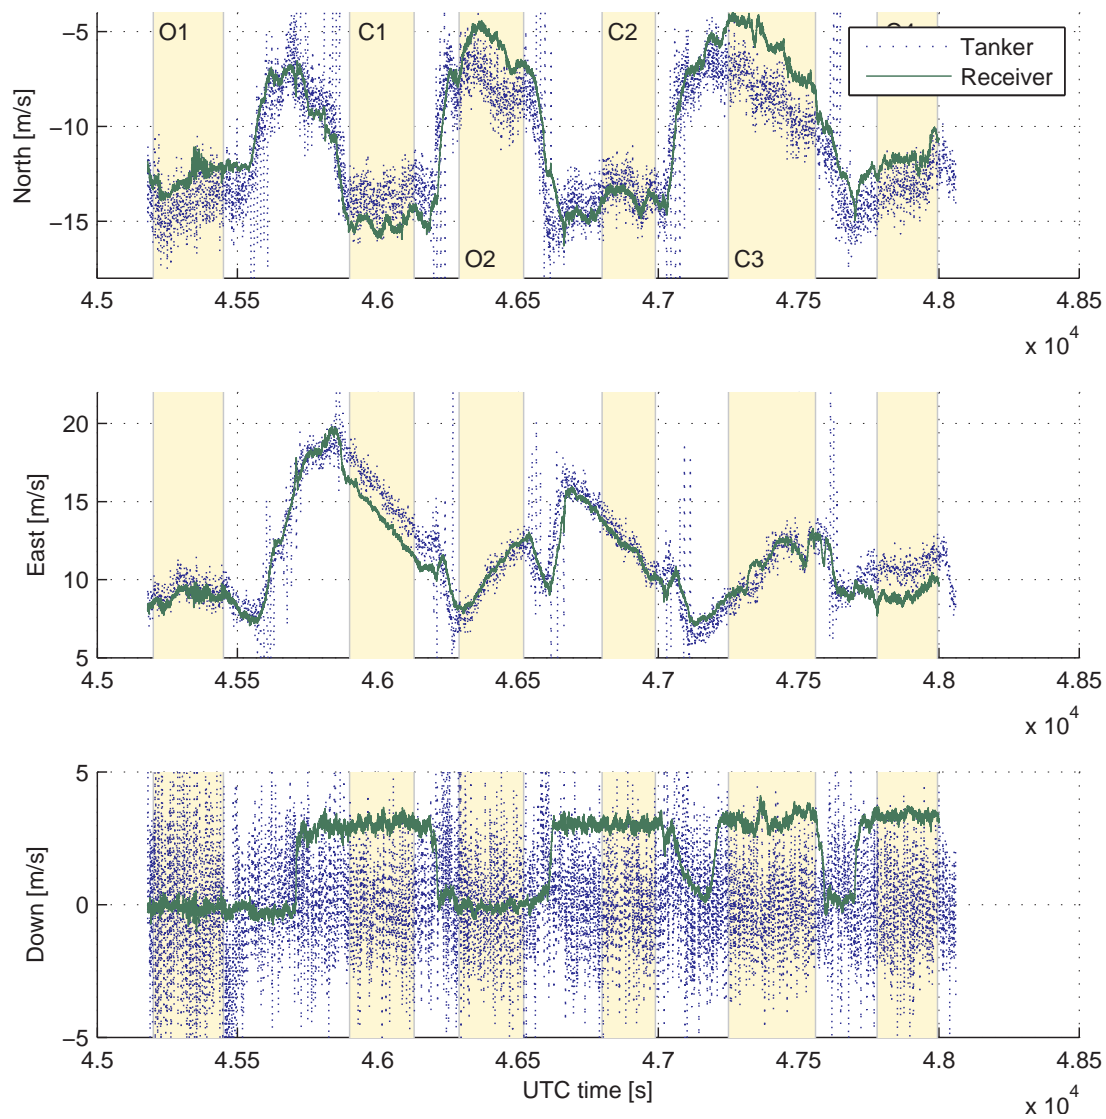 −5
−10
−15
North [m/s]
O1
C1
O2
C2
C3
Tanker
Receiver
4.5
4.55
4.6
4.65
4.7
4.75
4.8
4.85
x 10^4
20
15
10
5
East [m/s]
4.5
4.55
4.6
4.65
4.7
4.75
4.8
4.85
x 10^4
5
0
−5
Down [m/s]
4.5
4.55
4.6
4.65
4.7
4.75
4.8
4.85
UTC time [s]
x 10^4